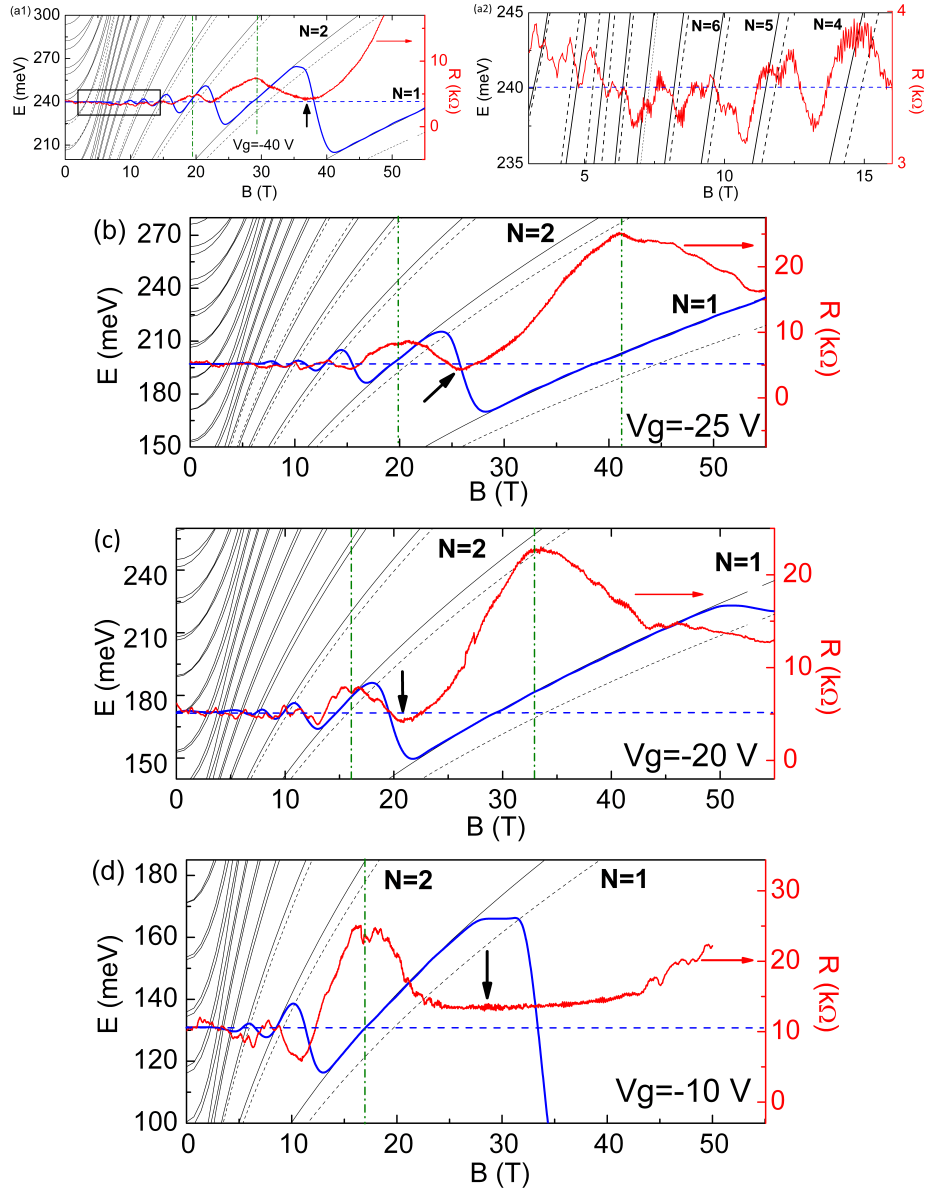 (a1)
300
270
240
210
E (meV)
N=2
N=1
Vg=-40 V
10
5
0
R (kΩ)
0 10 20 30 40 50
B (T)
(a2)
245
240
235
E (meV)
N=6 N=5 N=4
4
3
R (kΩ)
5 10 15
B (T)
(b)
270
240
210
180
150
E (meV)
N=2
N=1
Vg=-25 V
20
10
0
R (kΩ)
0 10 20 30 40 50
B (T)
(c)
240
210
180
150
E (meV)
N=2
N=1
Vg=-20 V
20
10
0
R (kΩ)
0 10 20 30 40 50
B (T)
(d)
180
160
140
120
100
E (meV)
N=2
N=1
Vg=-10 V
30
20
10
0
R (kΩ)
0 10 20 30 40 50
B (T)